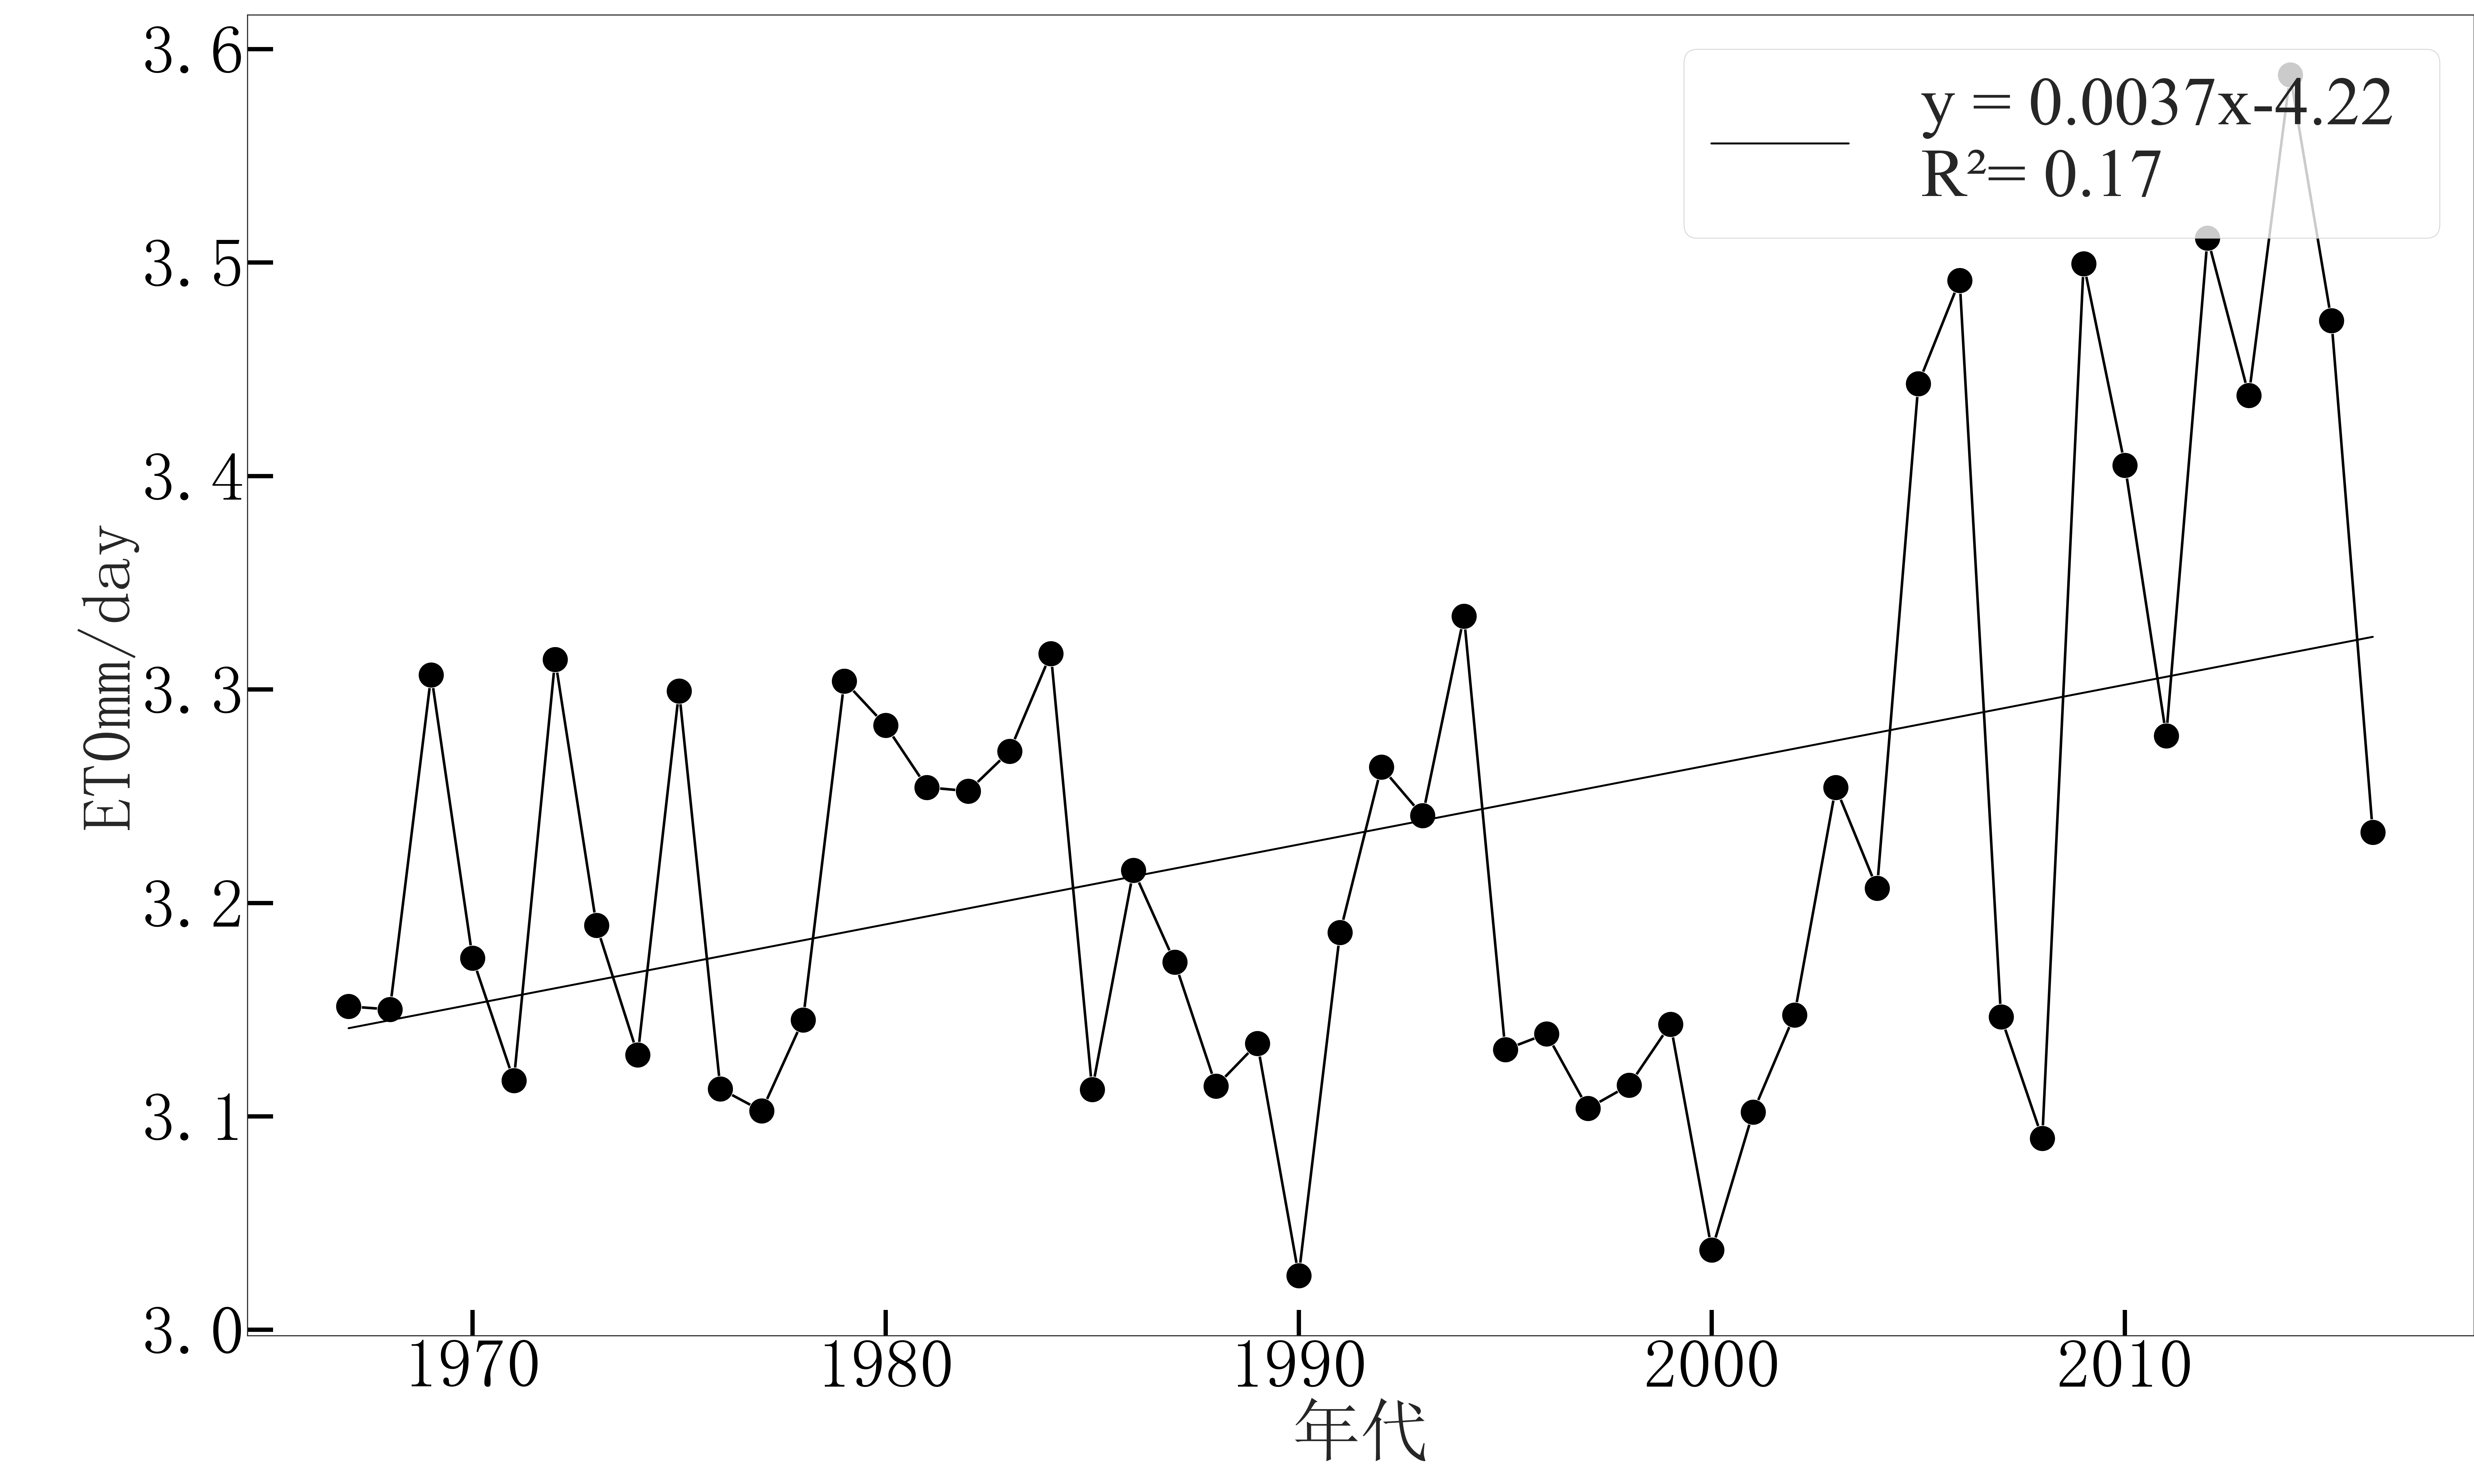 y = 0.0037x-4.22
R²= 0.17
3. 6
3. 5
3. 4
3. 3
3. 2
3. 1
3. 0
ET0mm/day
1970 1980 1990 2000 2010
年代